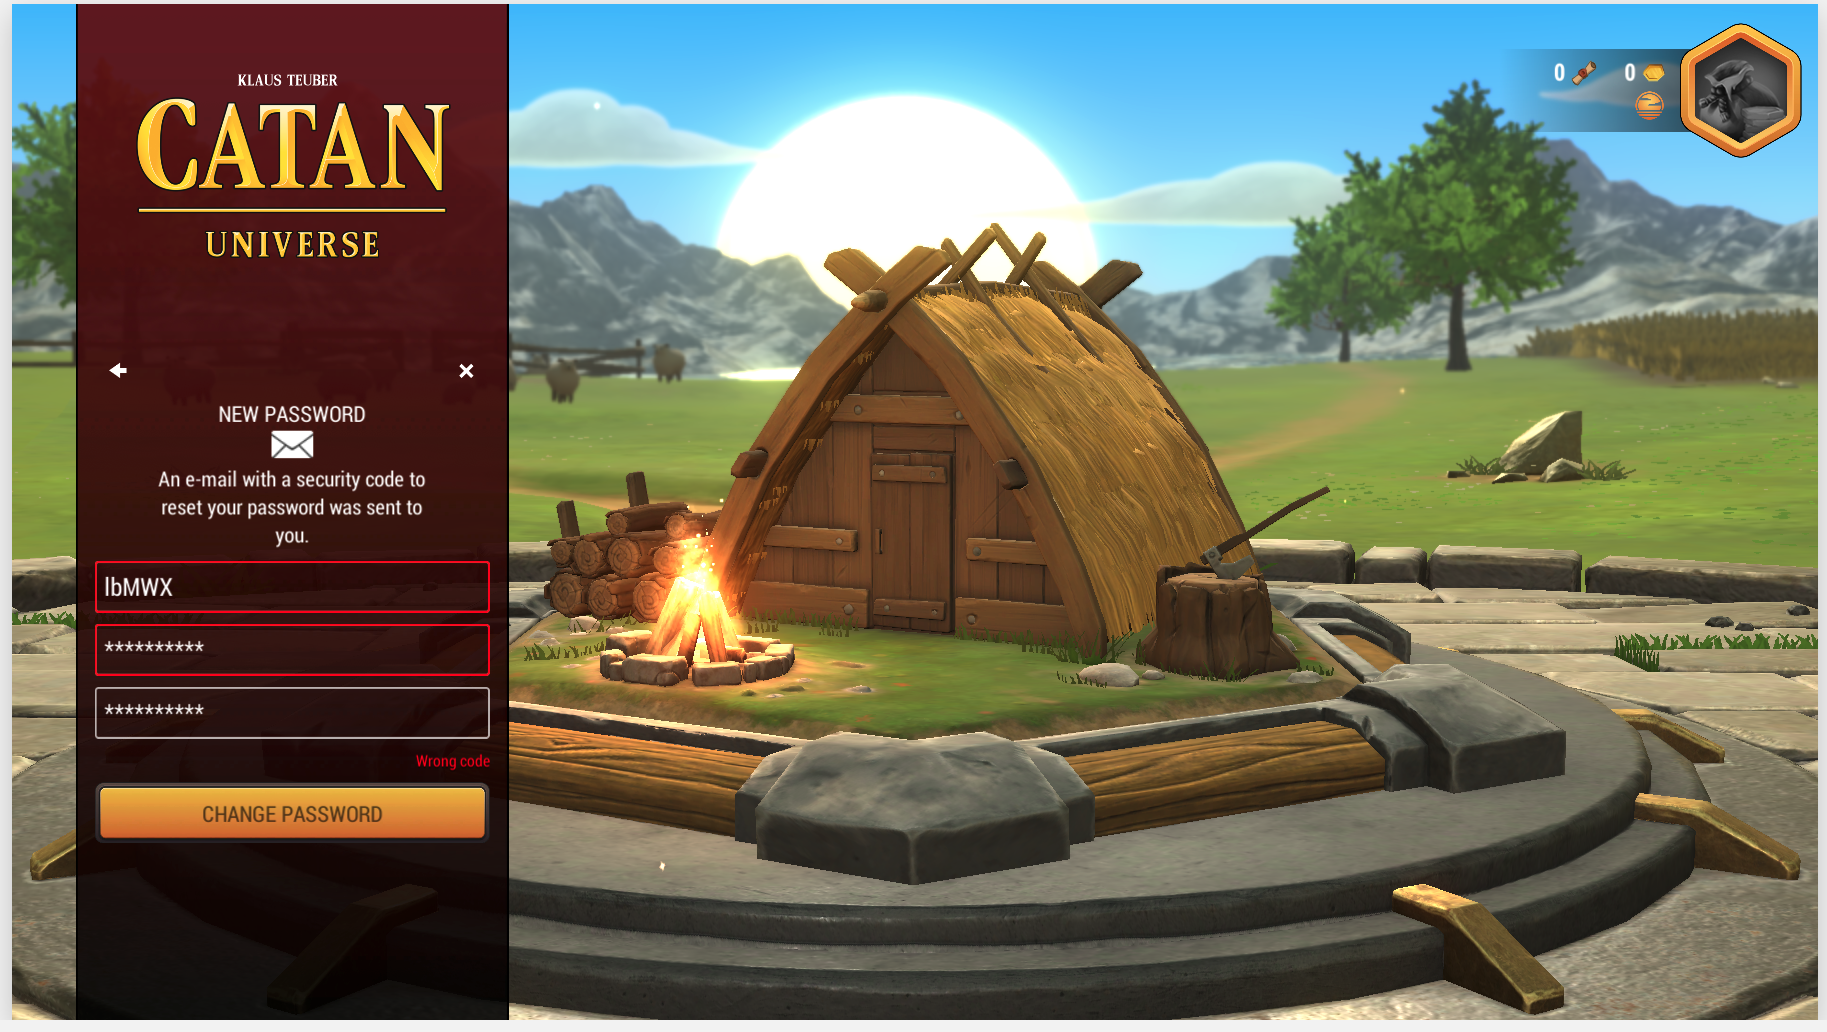 KLAUS TEUBER
CATAN
UNIVERSE
0 0
NEW PASSWORD
An e-mail with a security code to
reset your password was sent to
you.
lbMWX
**********
**********
Wrong code
CHANGE PASSWORD